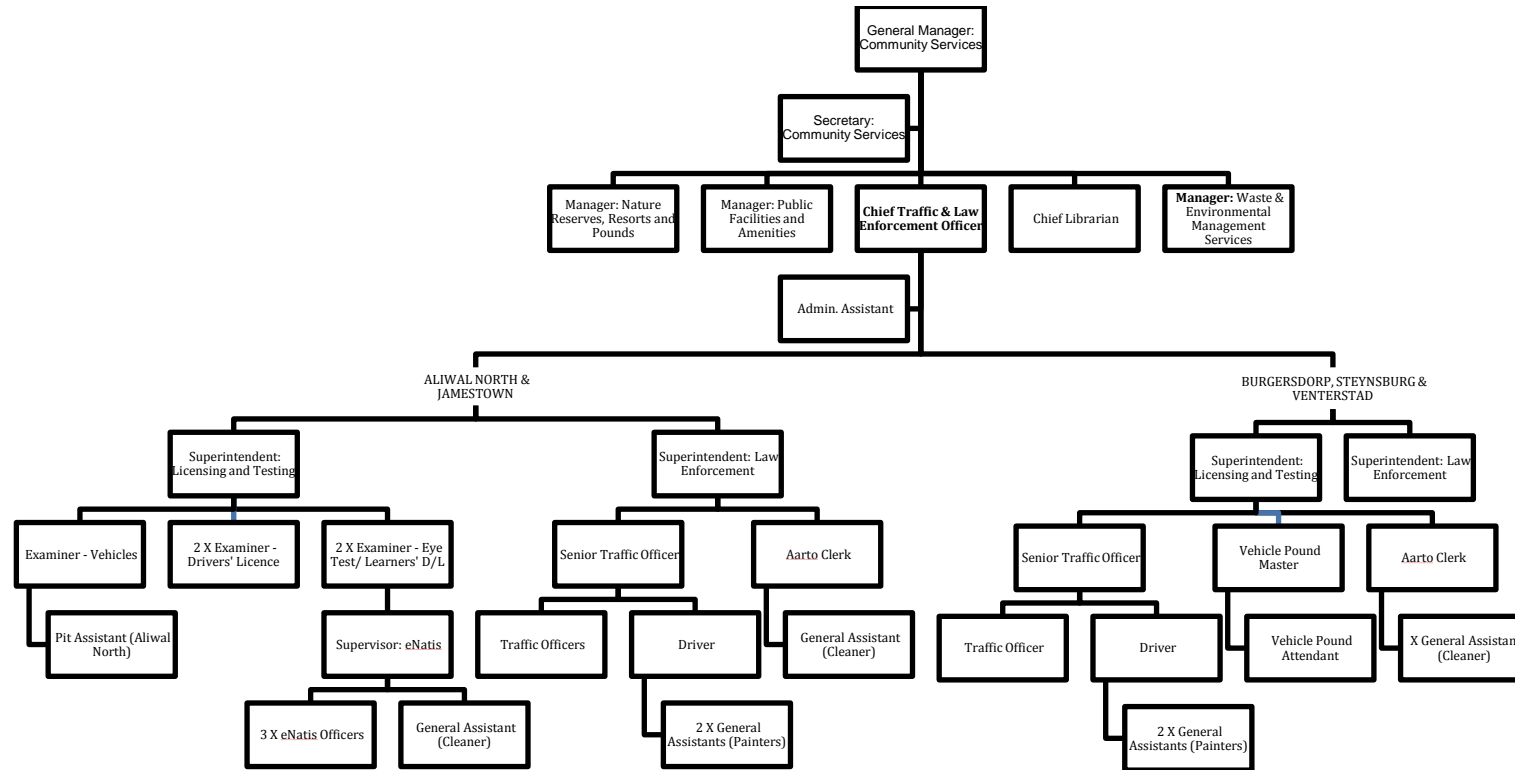 General Manager:
Community Services
Secretary:
Community Services
Manager: Nature
Reserves, Resorts and
Pounds
Manager: Public
Facilities and
Amenities
Chief Traffic & Law
Enforcement Officer
Chief Librarian
Manager: Waste &
Environmental
Management
Services
Admin. Assistant
ALIWAL NORTH &
JAMESTOWN
BURGERSDORP, STEYNSBURG &
VENTERSTAD
Superintendent:
Licensing and Testing
Superintendent: Law
Enforcement
Superintendent:
Licensing and Testing
Superintendent: Law
Enforcement
Examiner - Vehicles
2 X Examiner -
Drivers' Licence
2 X Examiner - Eye
Test/ Learners' D/L
Senior Traffic Officer
Aarto Clerk
Senior Traffic Officer
Vehicle Pound
Master
Aarto Clerk
Pit Assistant (Aliwal
North)
Supervisor: eNatis
Traffic Officers
Driver
General Assistant
(Cleaner)
Traffic Officer
Driver
Vehicle Pound
Attendant
X General Assistant
(Cleaner)
3 X eNatis Officers
General Assistant
(Cleaner)
2 X General
Assistants (Painters)
2 X General
Assistants (Painters)